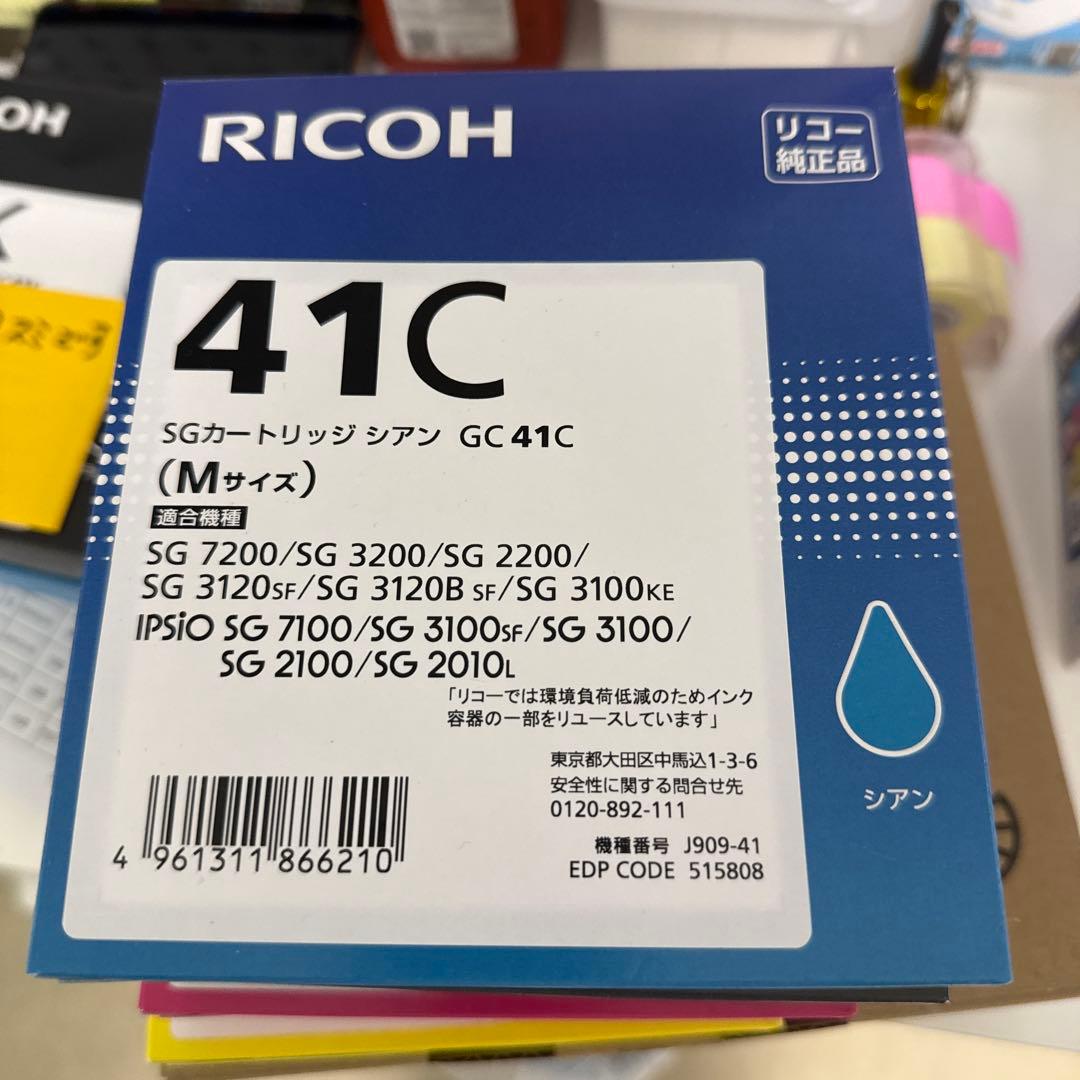 RICOH
リコー
純正品
OH
41C
SGカートリッジ シアン GC 41C
(Mサイズ)
適合機種
SG 7200/SG 3200/SG 2200/
SG 3120SF/SG 3120B SF/SG 3100KE
IPSiO SG 7100/SG 3100SF/SG 3100/
SG 2100/SG 2010L
「リコーでは環境負荷低減のためインク
容器の一部をリユースしています」
東京都大田区中馬込1-3-6
安全性に関する問合せ先
0120-892-111
機種番号 J909-41
EDP CODE 515808
4 961311 866210
シアン